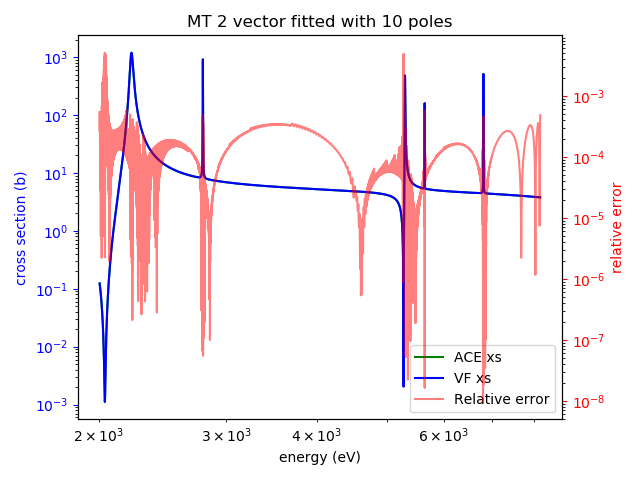 MT 2 vector fitted with 10 poles
10³
10²
10¹
10⁰
10⁻¹
10⁻²
10⁻³
cross section (b)
10⁻³
10⁻⁴
10⁻⁵
10⁻⁶
10⁻⁷
10⁻⁸
relative error
ACE xs
VF xs
Relative error
2 × 10³ 3 × 10³ 4 × 10³ 6 × 10³
energy (eV)